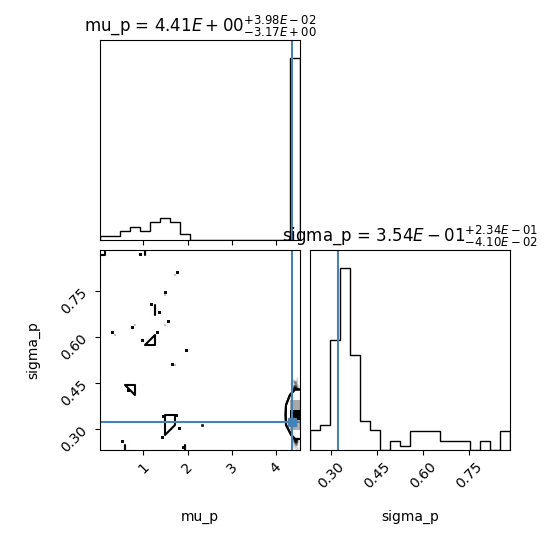 mu_p = 4.41E+00+3.98E−02 −3.17E+00
sigma_p = 3.54E−01+2.34E−01 −4.10E−02
0.75
0.60
0.45
0.30
sigma_p
1
2
3
4
mu_p
0.30
0.45
0.60
0.75
sigma_p